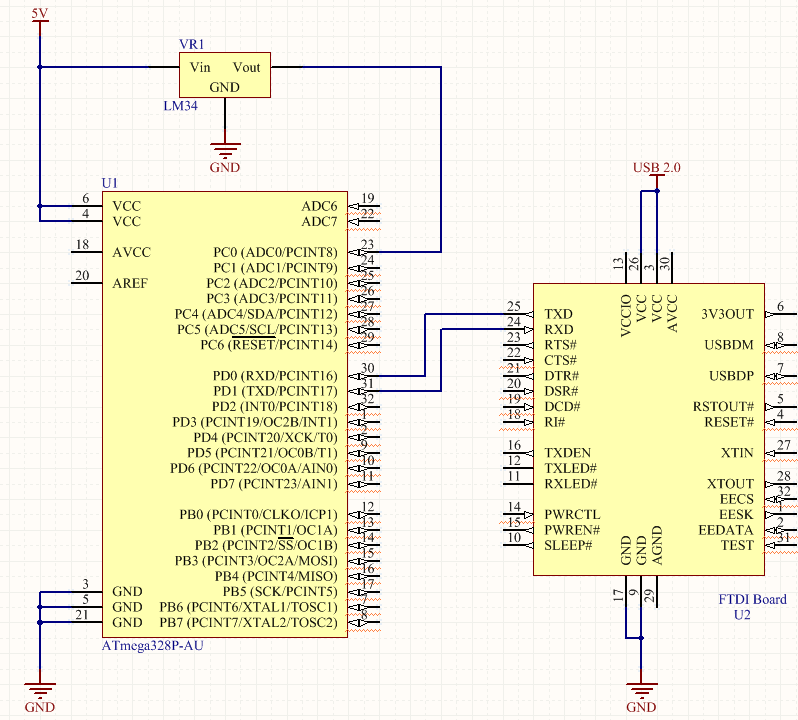 5V
VR1
Vin Vout
GND
LM34
GND
U1
6 VCC
4 VCC
18 AVCC
20 AREF
3 GND
5 GND
21 GND
GND
ADC6 19
ADC7 22
PC0 (ADC0/PCINT8) 23
PC1 (ADC1/PCINT9) 24
PC2 (ADC2/PCINT10) 25
PC3 (ADC3/PCINT11) 26
PC4 (ADC4/SDA/PCINT12) 27
PC5 (ADC5/SCL/PCINT13) 28
PC6 (RESET/PCINT14) 29
PD0 (RXD/PCINT16) 30
PD1 (TXD/PCINT17) 31
PD2 (INT0/PCINT18) 32
PD3 (PCINT19/OC2B/INT1) 1
PD4 (PCINT20/XCK/T0) 2
PD5 (PCINT21/OC0B/T1) 9
PD6 (PCINT22/OC0A/AIN0) 10
PD7 (PCINT23/AIN1) 11
PB0 (PCINT0/CLKO/ICP1) 12
PB1 (PCINT1/OC1A) 13
PB2 (PCINT2/SS/OC1B) 14
PB3 (PCINT3/OC2A/MOSI) 15
PB4 (PCINT4/MISO) 16
PB5 (SCK/PCINT5) 17
PB6 (PCINT6/XTAL1/TOSC1) 7
PB7 (PCINT7/XTAL2/TOSC2) 8
ATmega328P-AU
USB 2.0
13 VCCIO
26 VCC
3 VCC
30 AVCC
25 TXD
24 RXD
23 RTS#
22 CTS#
21 DTR#
20 DSR#
19 DCD#
18 RI#
16 TXDEN
12 TXLED#
11 RXLED#
14 PWRCTL
15 PWREN#
10 SLEEP#
3V3OUT 6
USBDM 8
USBDP 7
RSTOUT# 5
RESET# 4
XTIN 27
XTOUT 28
EECS 32
EESK 1
EEDATA 2
TEST 31
GND 17
GND 9
AGND 29
FTDI Board
U2
GND